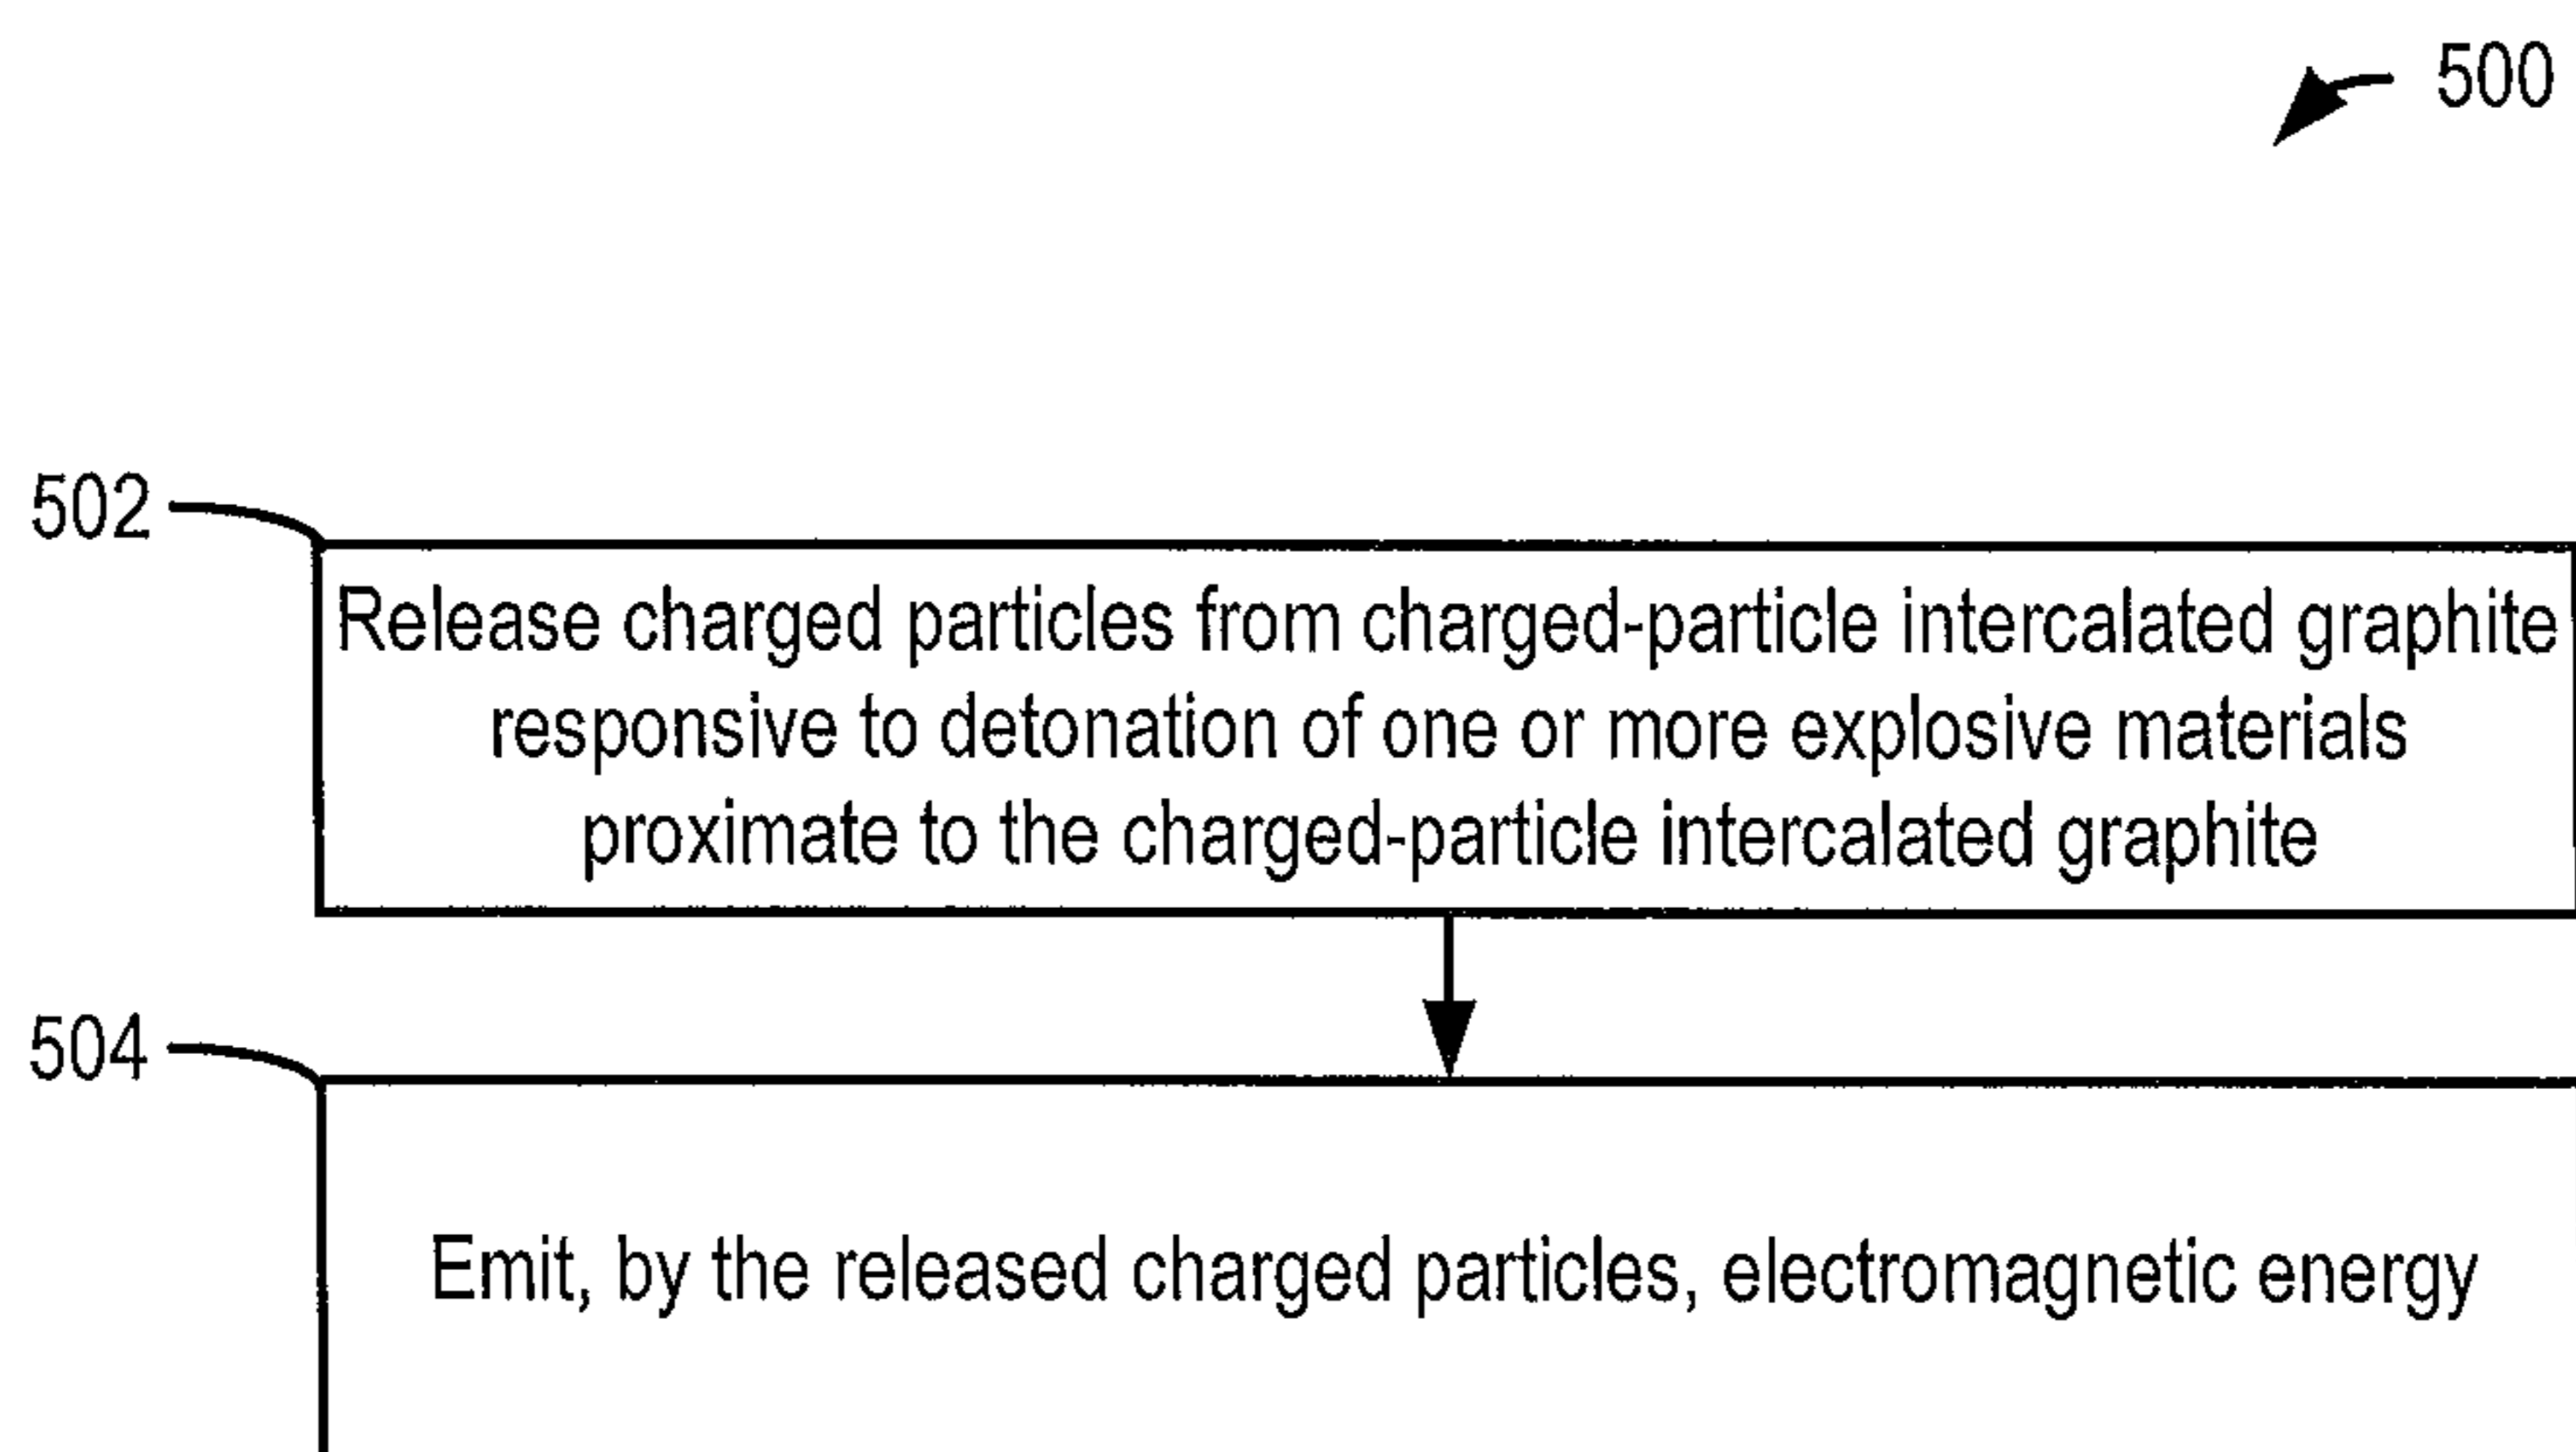 500
502
Release charged particles from charged-particle intercalated graphite
responsive to detonation of one or more explosive materials
proximate to the charged-particle intercalated graphite
504
Emit, by the released charged particles, electromagnetic energy